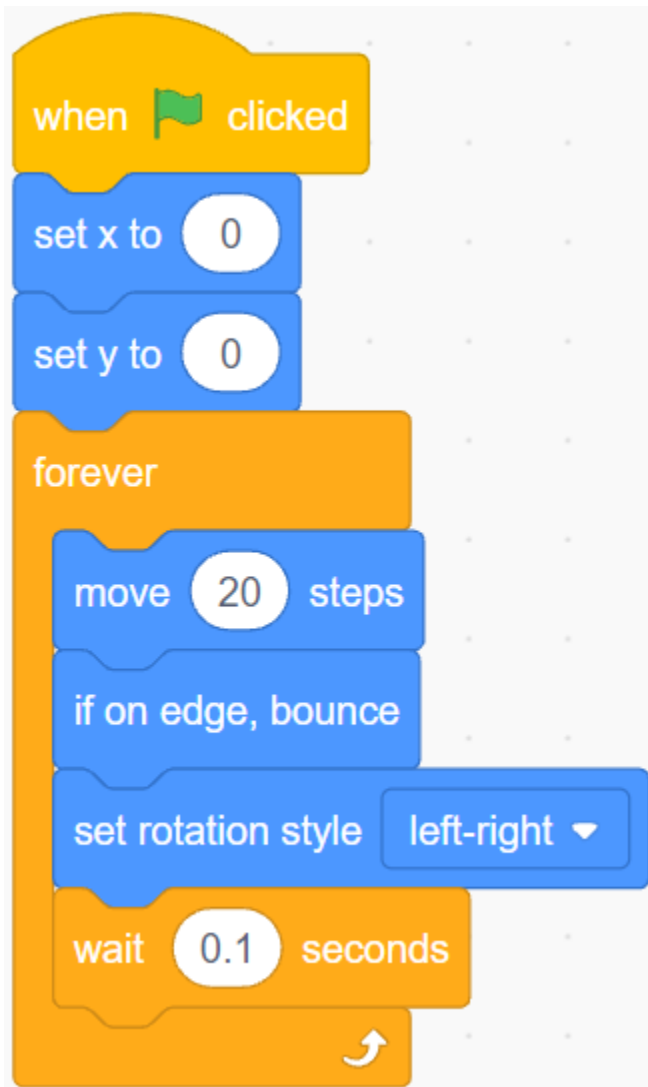 when clicked
set x to 0
set y to 0
forever
move 20 steps
if on edge, bounce
set rotation style left-right
wait 0.1 seconds